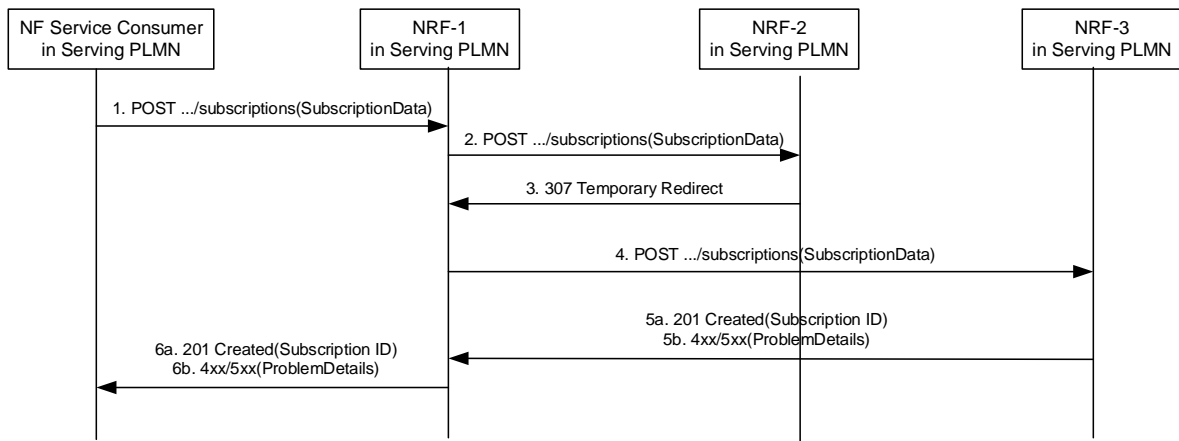 NF Service Consumer
in Serving PLMN
NRF-1
in Serving PLMN
NRF-2
in Serving PLMN
NRF-3
in Serving PLMN
1. POST .../subscriptions(SubscriptionData)
2. POST .../subscriptions(SubscriptionData)
3. 307 Temporary Redirect
4. POST .../subscriptions(SubscriptionData)
5a. 201 Created(Subscription ID)
5b. 4xx/5xx(ProblemDetails)
6a. 201 Created(Subscription ID)
6b. 4xx/5xx(ProblemDetails)